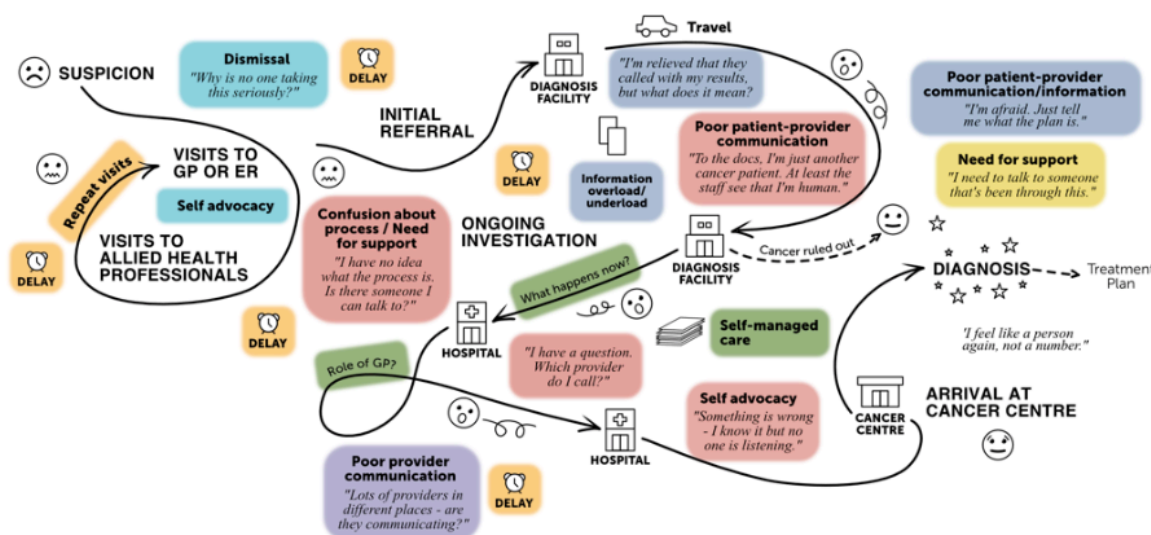 SUSPICION
Dismissal
"Why is no one taking
this seriously?"
DELAY
Repeat visits
VISITS TO
GP OR ER
Self advocacy
VISITS TO
ALLIED HEALTH
PROFESSIONALS
DELAY
INITIAL
REFERRAL
DIAGNOSIS
FACILITY
Travel
"I'm relieved that they
called with my results,
but what does it mean?
DELAY
Information
overload/
underload
Poor patient-provider
communication
"To the docs, I'm just another
cancer patient. At least the
staff see that I'm human."
Confusion about
process / Need
for support
"I have no idea
what the process is.
Is there someone I
can talk to?"
ONGOING
INVESTIGATION
DIAGNOSIS
FACILITY
Cancer ruled out
What happens now?
DELAY
HOSPITAL
Role of GP?
"I have a question.
Which provider
do I call?"
Self-managed
care
HOSPITAL
Poor provider
communication
"Lots of providers in
different places - are
they communicating?"
DELAY
Self advocacy
"Something is wrong
- I know it but no
one is listening."
CANCER
CENTRE
ARRIVAL AT
CANCER CENTRE
"I feel like a person
again, not a number."
DIAGNOSIS
Treatment
Plan
Poor patient-provider
communication/information
"I'm afraid. Just tell
me what the plan is."
Need for support
"I need to talk to someone
that's been through this."